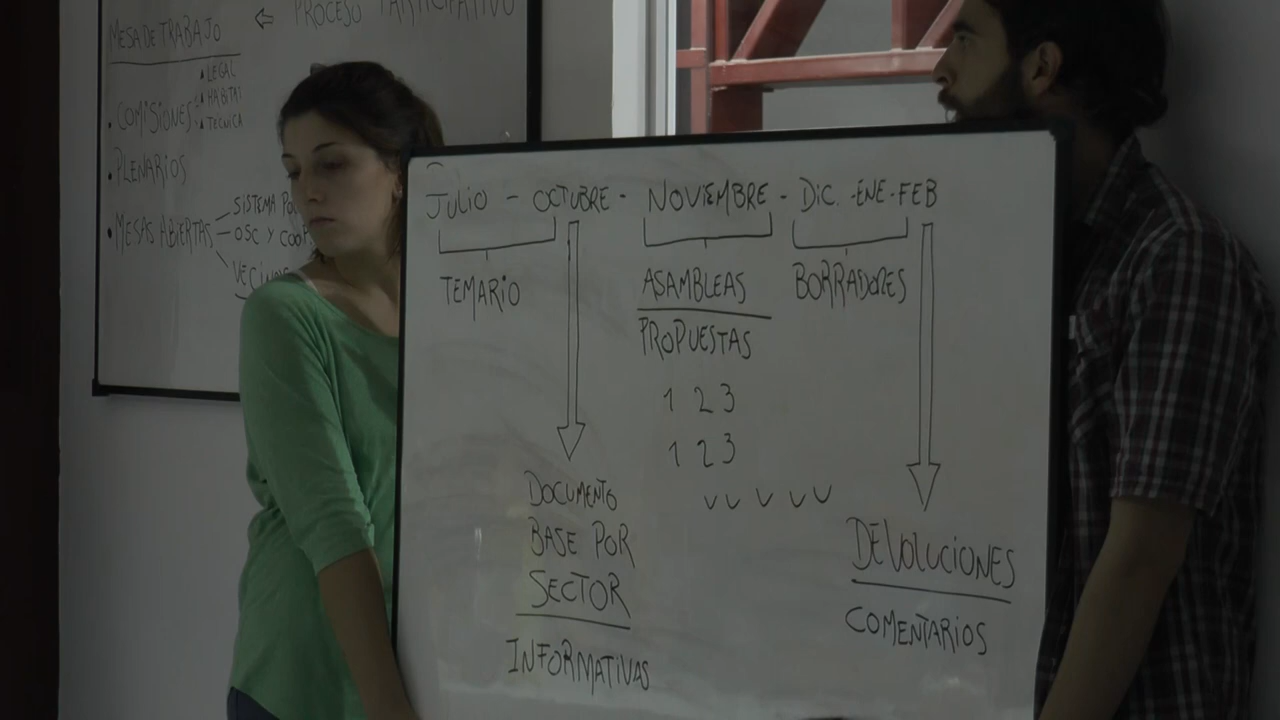 MESA DE TRABAJO ⇐ PROCESO PARTICIPATIVO
▲ LEGAL
• COMISIONES ▲ HABITAT
▲ TECNICA
• PLENARIOS
• MESAS ABIERTAS
SISTEMA
OSC Y
JULIO - OCTUBRE - NOVIEMBRE - DIC. -ENE-FEB
TEMARIO
ASAMBLEAS
BORRADORES
PROPUESTAS
1 2 3
1 2 3
DOCUMENTO
BASE POR
SECTOR
INFORMATIVAS
DEVOLUCIONES
COMENTARIOS